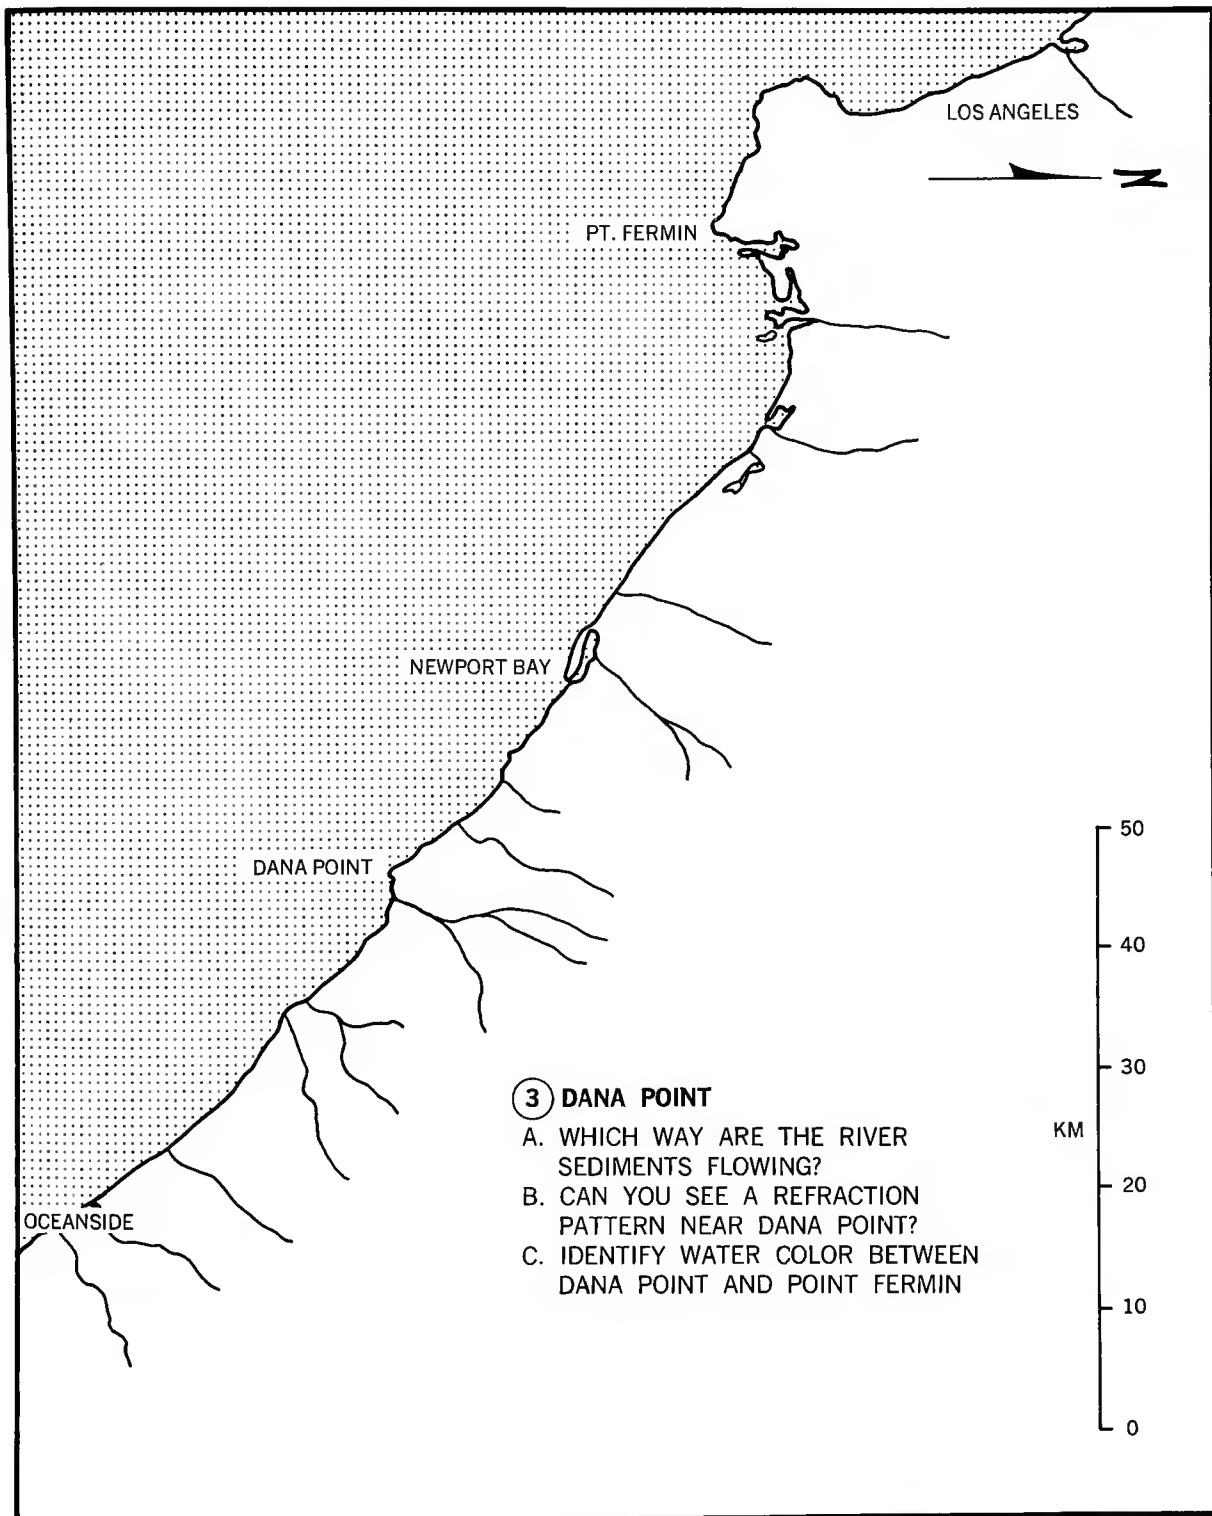 LOS ANGELES
N
PT. FERMIN
NEWPORT BAY
DANA POINT
OCEANSIDE
3 DANA POINT
A. WHICH WAY ARE THE RIVER
SEDIMENTS FLOWING?
B. CAN YOU SEE A REFRACTION
PATTERN NEAR DANA POINT?
C. IDENTIFY WATER COLOR BETWEEN
DANA POINT AND POINT FERMIN
50
40
30
KM
20
10
0